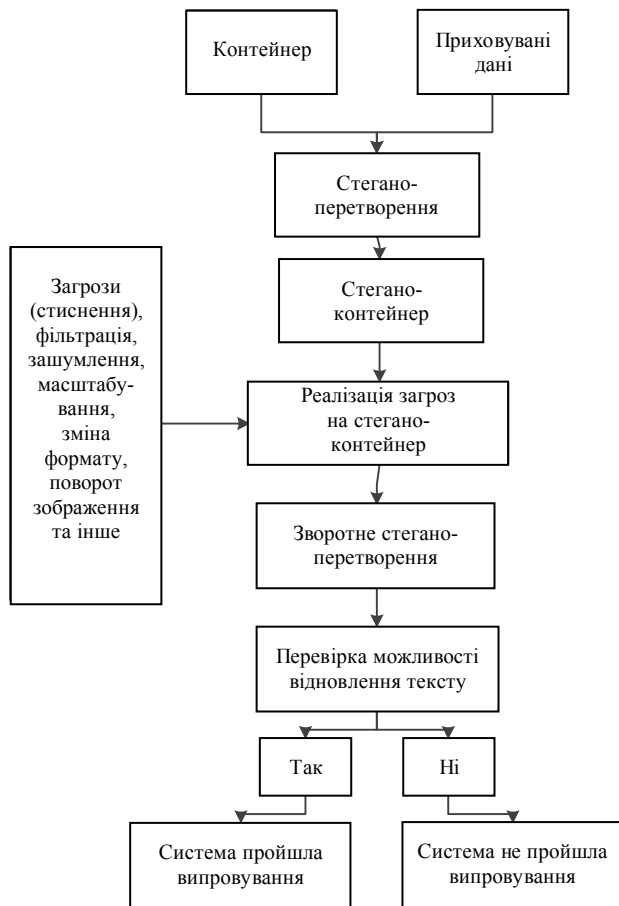 Контейнер
Приховувані
дані
Стегано-
перетворення
Стегано-
контейнер
Загрози
(стиснення),
фільтрація,
зашумлення,
масштабу-
вання,
зміна
формату,
поворот
зображення
та інше
Реалізація загроз
на стегано-
контейнер
Зворотне стегано-
перетворення
Перевірка можливості
відновлення тексту
Так
Ні
Система пройшла
випровування
Система не пройшла
випровування